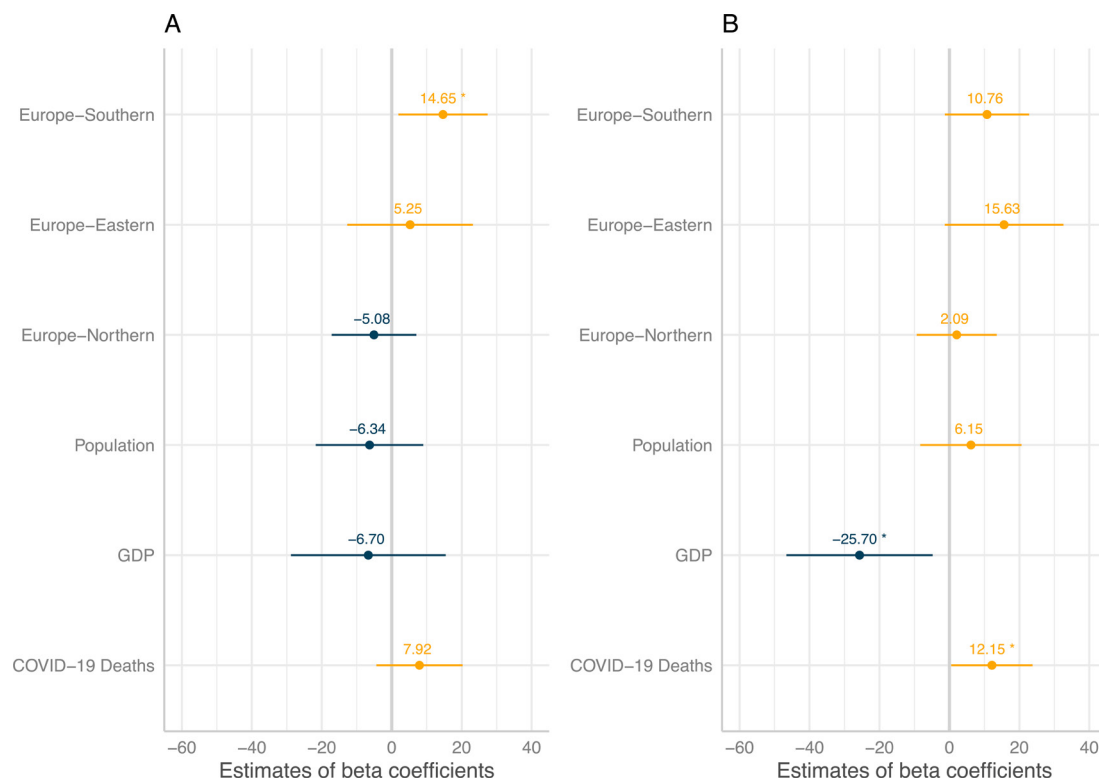 A
Europe−Southern
14.65 *
Europe−Eastern
5.25
Europe−Northern
−5.08
Population
−6.34
GDP
−6.70
COVID−19 Deaths
7.92
−60 −40 −20 0 20 40
Estimates of beta coefficients
B
Europe−Southern
10.76
Europe−Eastern
15.63
Europe−Northern
2.09
Population
6.15
GDP
−25.70 *
COVID−19 Deaths
12.15 *
−60 −40 −20 0 20 40
Estimates of beta coefficients